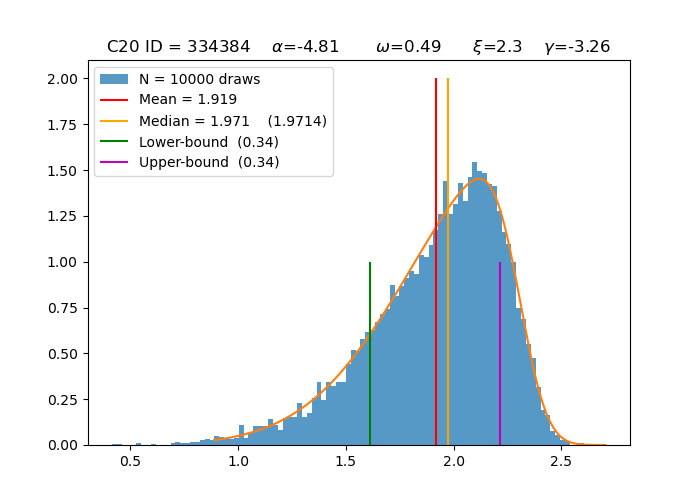 C20 ID = 334384 α=-4.81 ω=0.49 ξ=2.3 γ=-3.26
N = 10000 draws
Mean = 1.919
Median = 1.971 (1.9714)
Lower-bound (0.34)
Upper-bound (0.34)
2.00
1.75
1.50
1.25
1.00
0.75
0.50
0.25
0.00
0.5 1.0 1.5 2.0 2.5